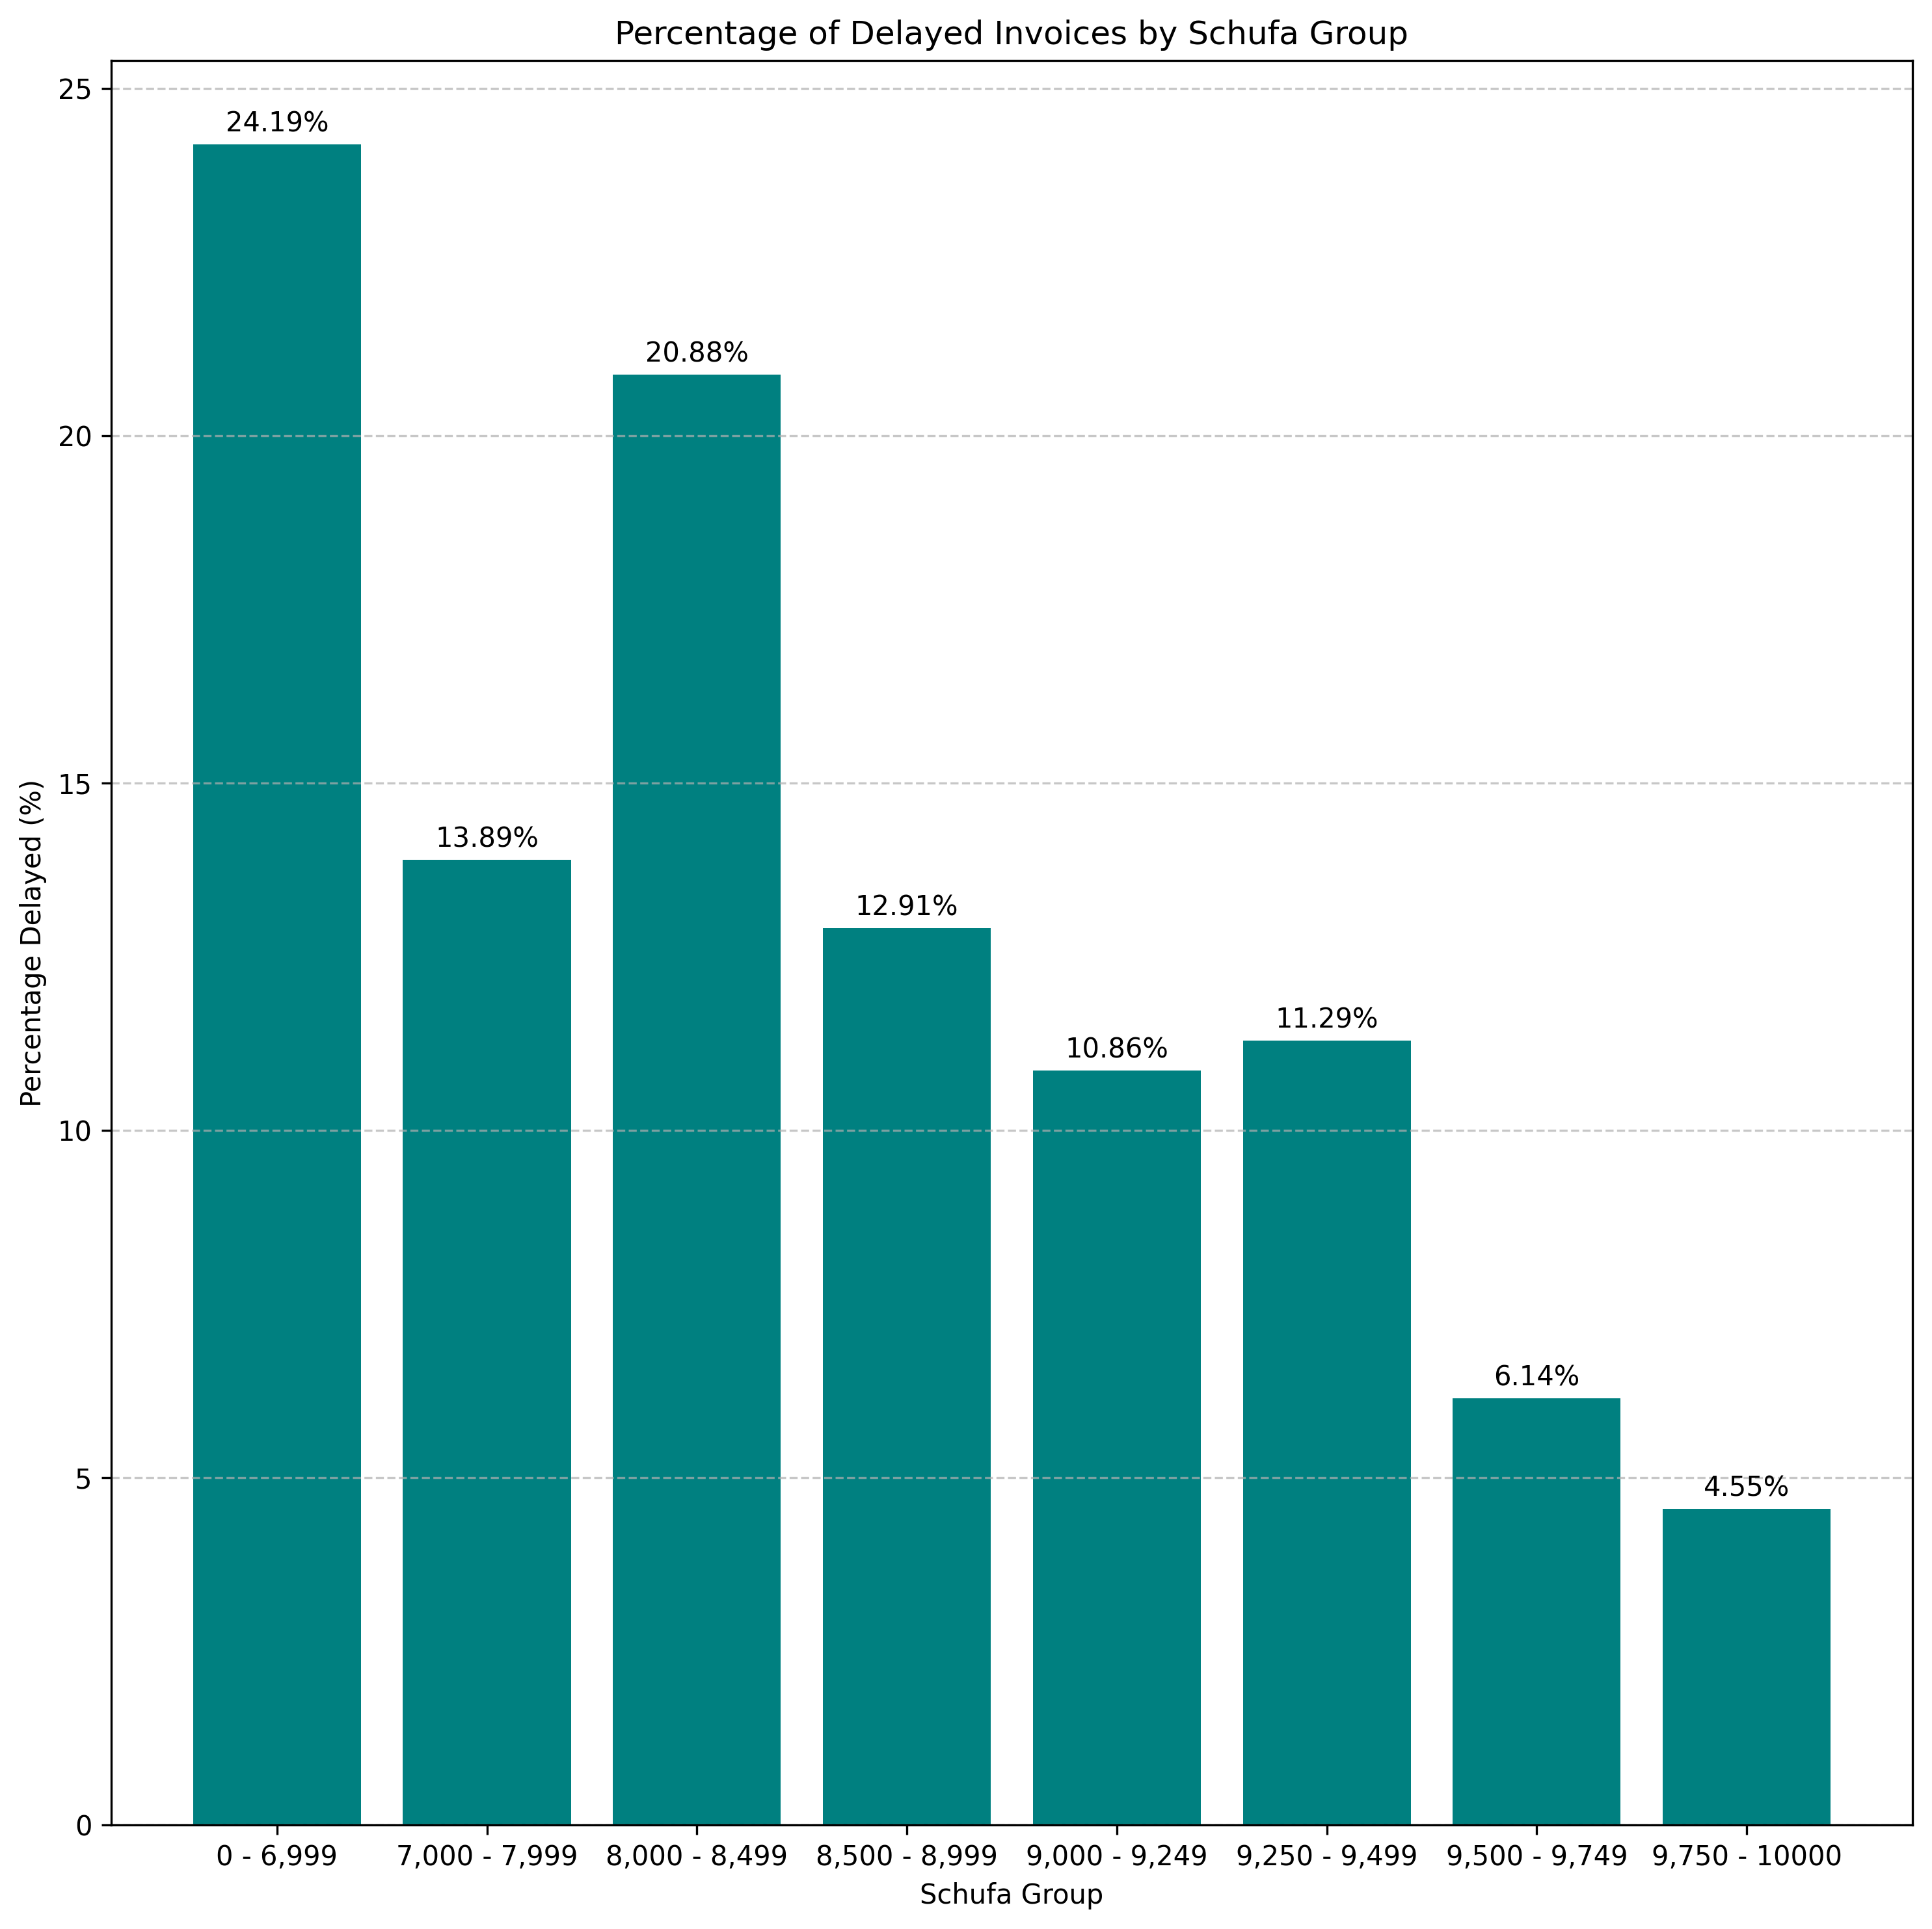 Percentage of Delayed Invoices by Schufa Group
Percentage Delayed (%)
25
20
15
10
5
0
24.19%
13.89%
20.88%
12.91%
10.86%
11.29%
6.14%
4.55%
0 - 6,999
7,000 - 7,999
8,000 - 8,499
8,500 - 8,999
9,000 - 9,249
9,250 - 9,499
9,500 - 9,749
9,750 - 10000
Schufa Group